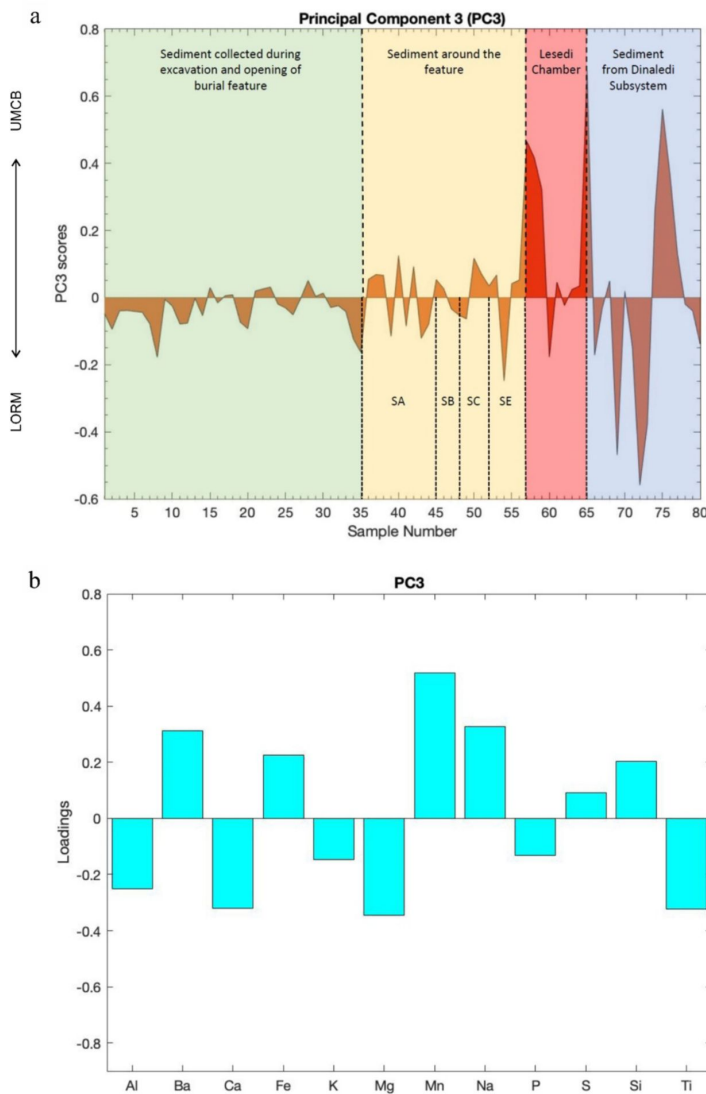 a
Principal Component 3 (PC3)
Sediment collected during
excavation and opening of
burial feature
Sediment around the
feature
Lesedi
Chamber
Sediment
from Dinaledi
Subsystem
UMCB
LORM
PC3 scores
0.8
0.6
0.4
0.2
0
-0.2
-0.4
-0.6
SA
SB
SC
SE
5 10 15 20 25 30 35 40 45 50 55 60 65 70 75 80
Sample Number
b
PC3
Loadings
0.8
0.6
0.4
0.2
0
-0.2
-0.4
-0.6
-0.8
Al Ba Ca Fe K Mg Mn Na P S Si Ti